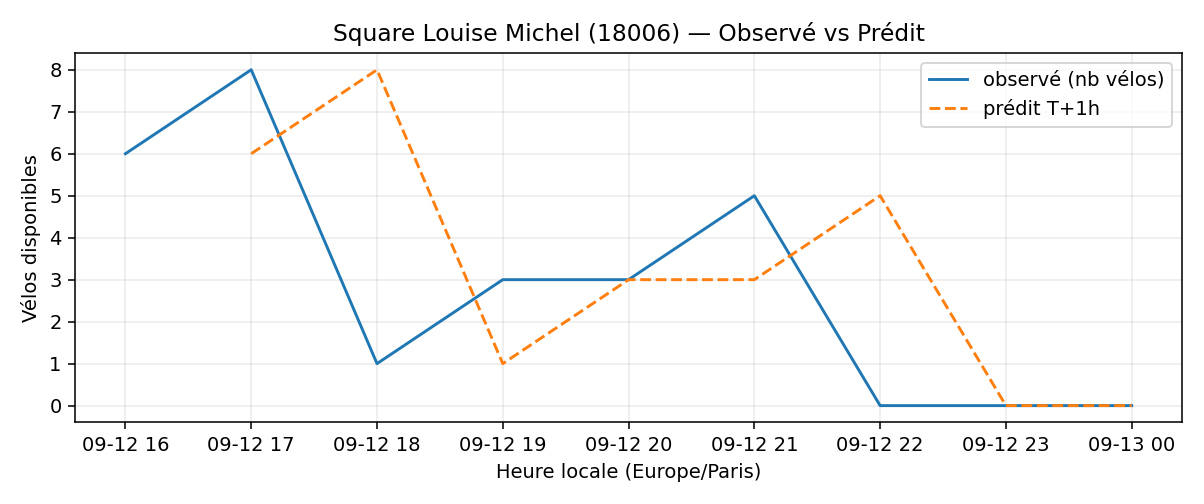 Square Louise Michel (18006) — Observé vs Prédit
observé (nb vélos)
prédit T+1h
Vélos disponibles
8
7
6
5
4
3
2
1
0
09-12 16 09-12 17 09-12 18 09-12 19 09-12 20 09-12 21 09-12 22 09-12 23 09-13 00
Heure locale (Europe/Paris)